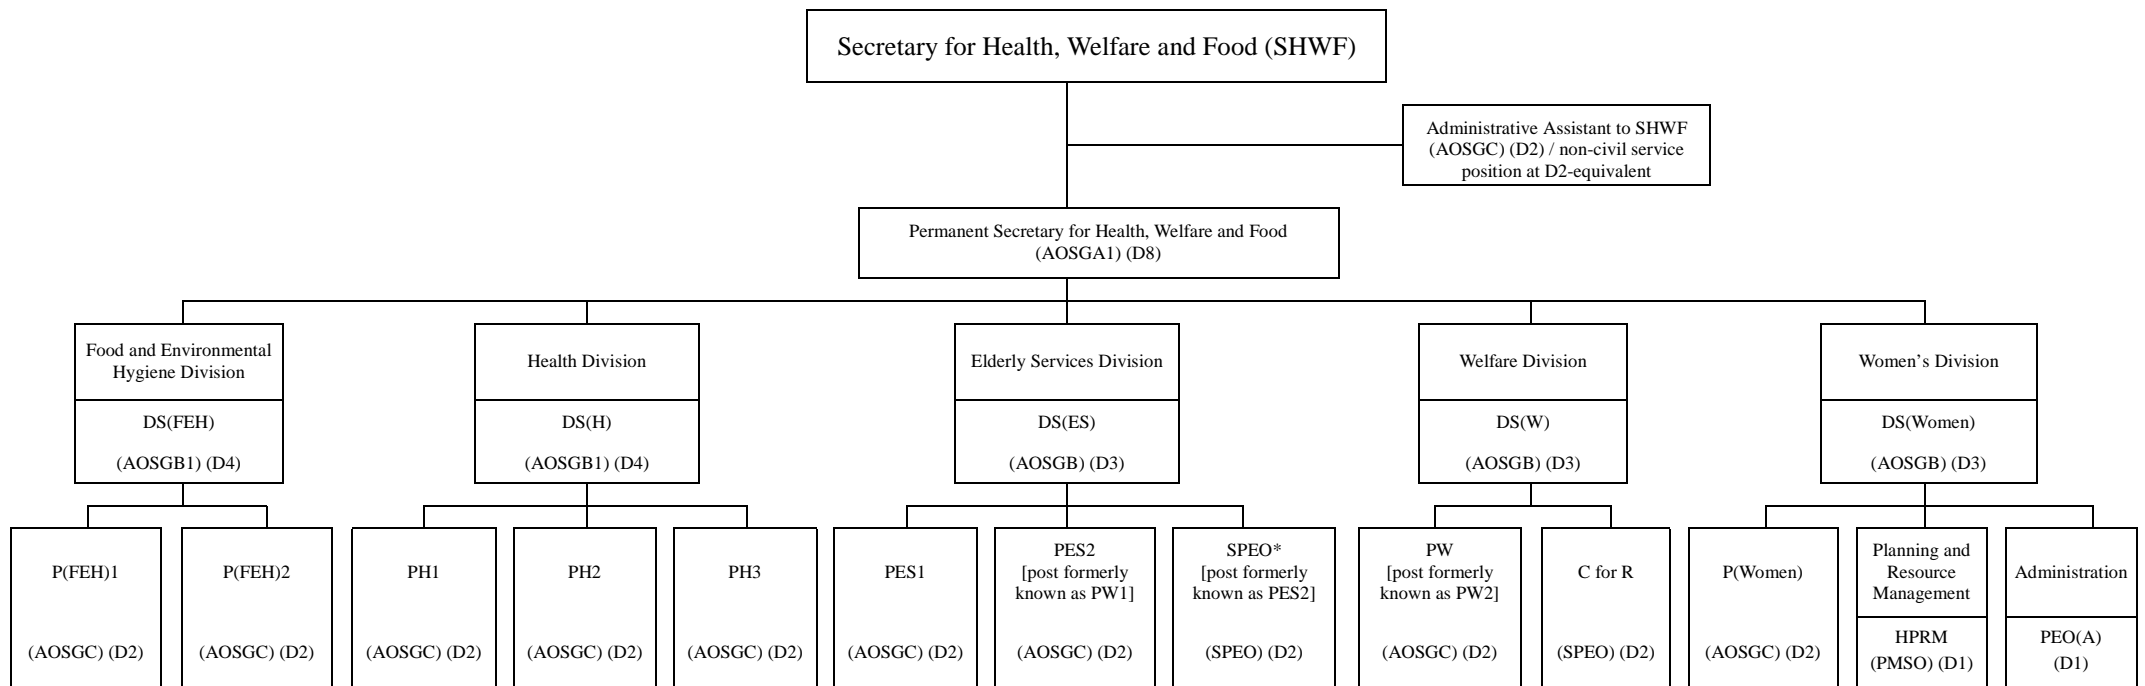 Secretary for Health, Welfare and Food (SHWF)
Administrative Assistant to SHWF
(AOSGC) (D2) / non-civil service
position at D2-equivalent
Permanent Secretary for Health, Welfare and Food
(AOSGA1) (D8)
Food and Environmental
Hygiene Division
DS(FEH)
(AOSGB1) (D4)
Health Division
DS(H)
(AOSGB1) (D4)
Elderly Services Division
DS(ES)
(AOSGB) (D3)
Welfare Division
DS(W)
(AOSGB) (D3)
Women’s Division
DS(Women)
(AOSGB) (D3)
P(FEH)1
(AOSGC) (D2)
P(FEH)2
(AOSGC) (D2)
PH1
(AOSGC) (D2)
PH2
(AOSGC) (D2)
PH3
(AOSGC) (D2)
PES1
(AOSGC) (D2)
PES2
[post formerly
known as PW1]
(AOSGC) (D2)
SPEO*
[post formerly
known as PES2]
(SPEO) (D2)
PW
[post formerly
known as PW2]
(AOSGC) (D2)
C for R
(SPEO) (D2)
P(Women)
(AOSGC) (D2)
Planning and
Resource
Management
HPRM
(PMSO) (D1)
Administration
PEO(A)
(D1)